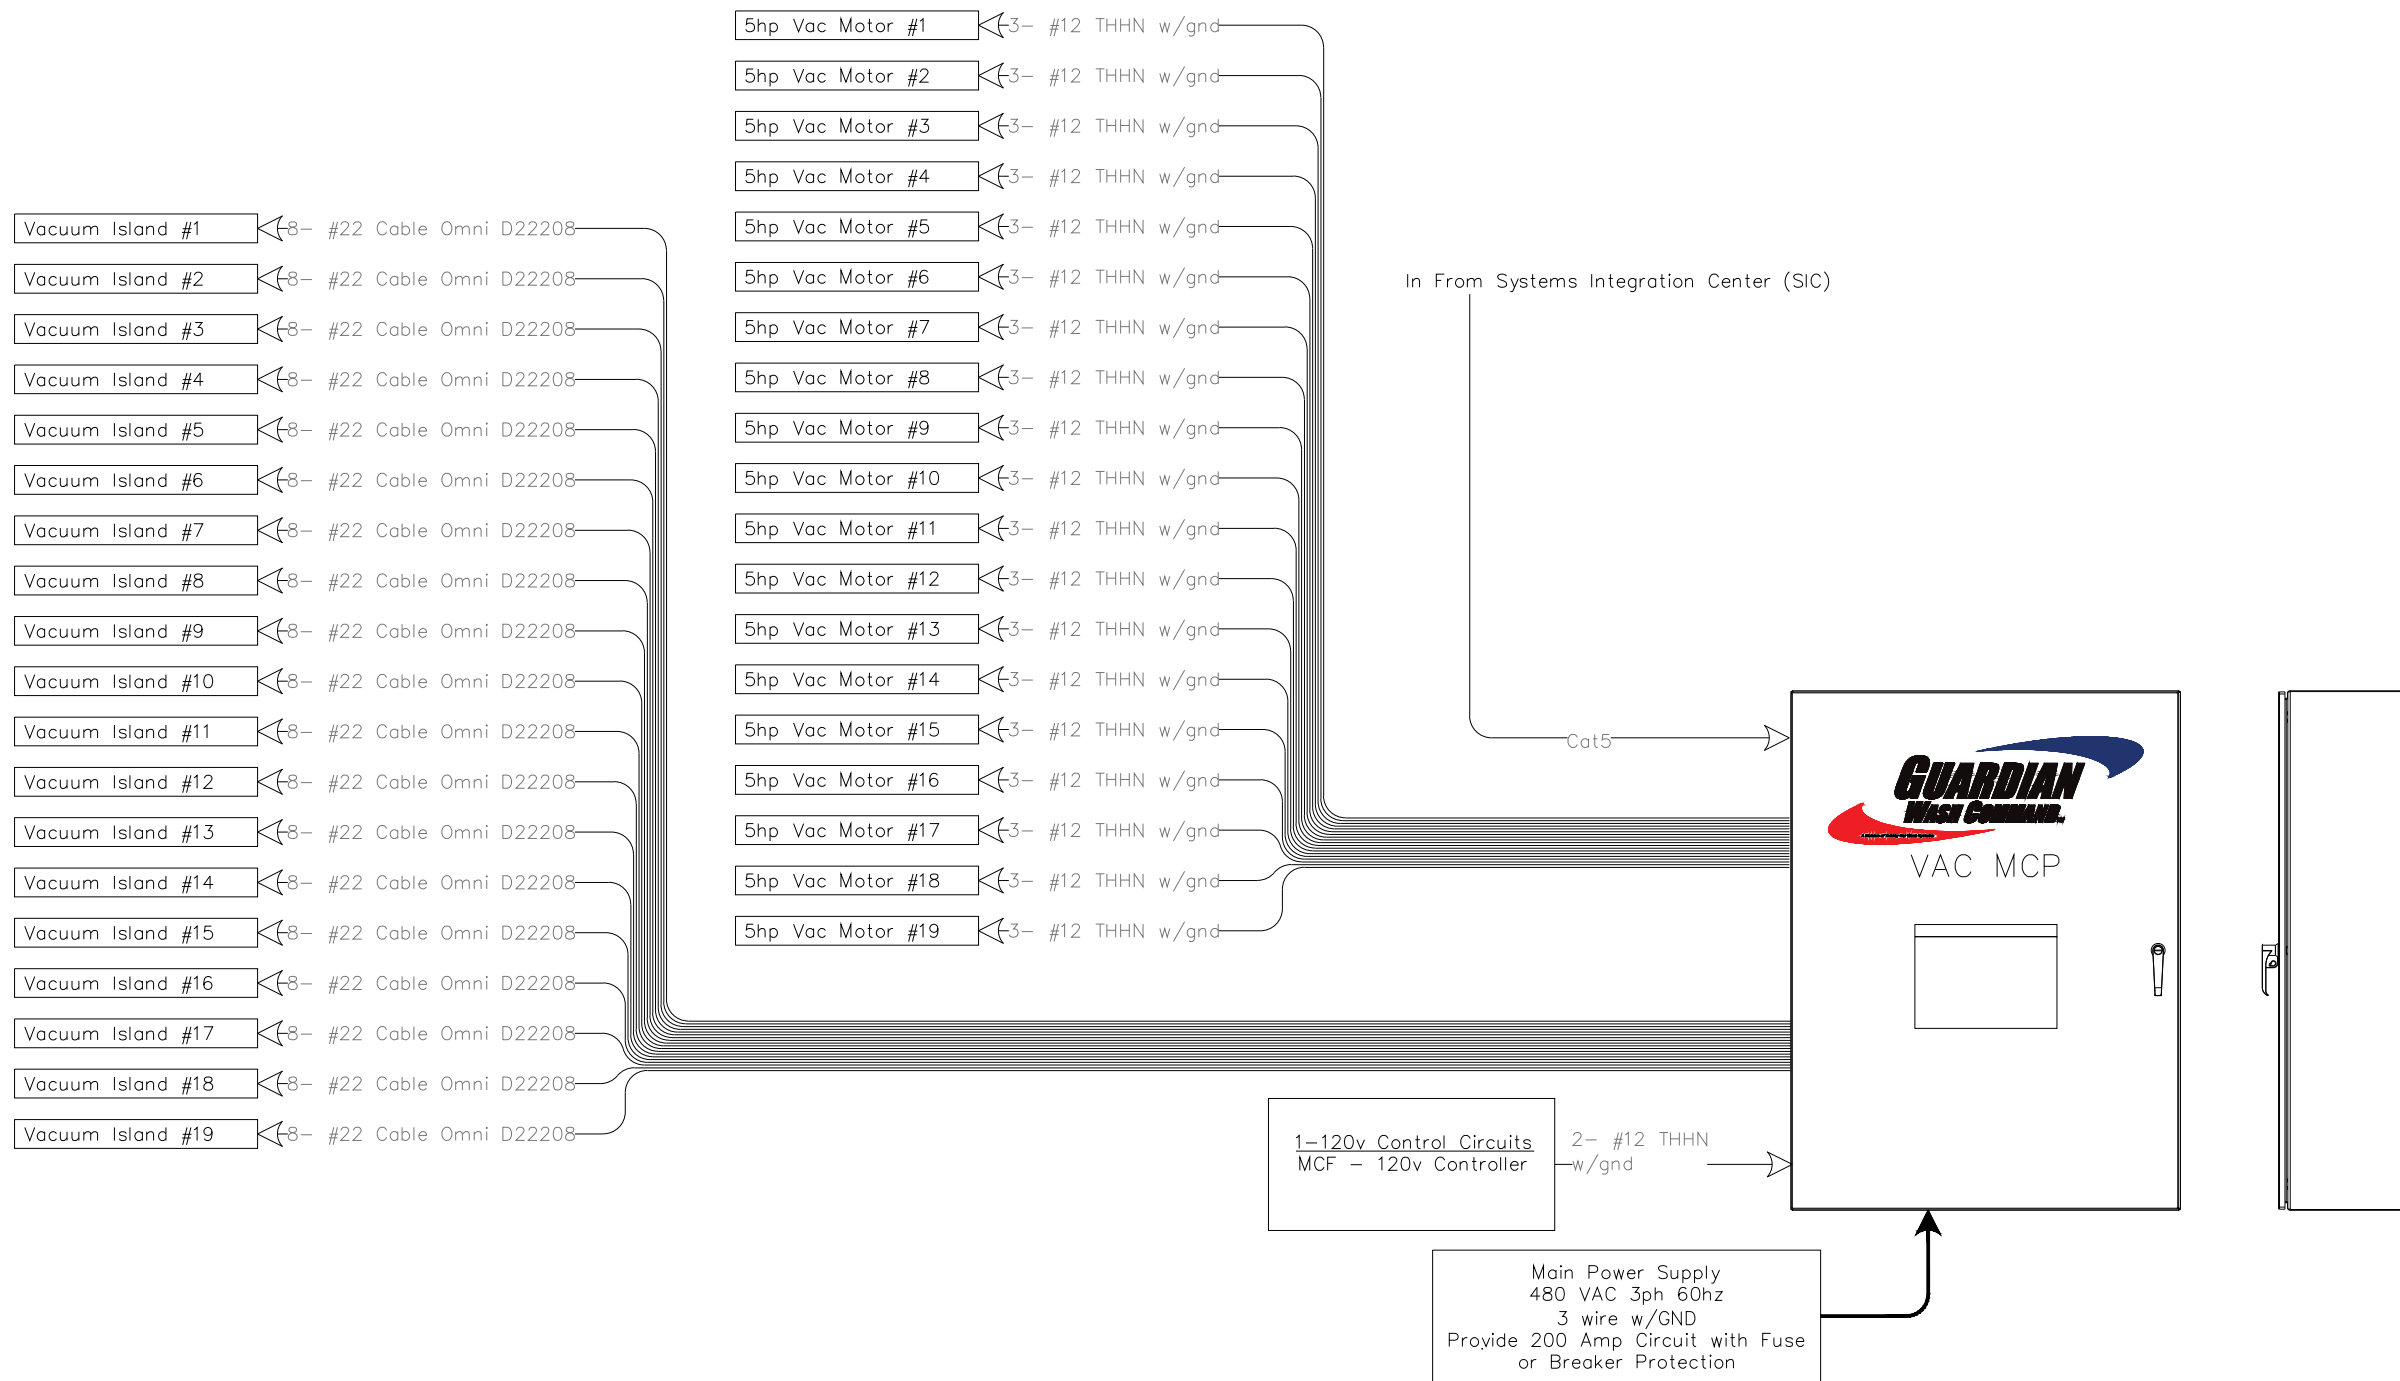 5hp Vac Motor #1 3- #12 THHN w/gnd
5hp Vac Motor #2 3- #12 THHN w/gnd
5hp Vac Motor #3 3- #12 THHN w/gnd
5hp Vac Motor #4 3- #12 THHN w/gnd
5hp Vac Motor #5 3- #12 THHN w/gnd
5hp Vac Motor #6 3- #12 THHN w/gnd
5hp Vac Motor #7 3- #12 THHN w/gnd
5hp Vac Motor #8 3- #12 THHN w/gnd
5hp Vac Motor #9 3- #12 THHN w/gnd
5hp Vac Motor #10 3- #12 THHN w/gnd
5hp Vac Motor #11 3- #12 THHN w/gnd
5hp Vac Motor #12 3- #12 THHN w/gnd
5hp Vac Motor #13 3- #12 THHN w/gnd
5hp Vac Motor #14 3- #12 THHN w/gnd
5hp Vac Motor #15 3- #12 THHN w/gnd
5hp Vac Motor #16 3- #12 THHN w/gnd
5hp Vac Motor #17 3- #12 THHN w/gnd
5hp Vac Motor #18 3- #12 THHN w/gnd
5hp Vac Motor #19 3- #12 THHN w/gnd
Vacuum Island #1 8- #22 Cable Omni D22208
Vacuum Island #2 8- #22 Cable Omni D22208
Vacuum Island #3 8- #22 Cable Omni D22208
Vacuum Island #4 8- #22 Cable Omni D22208
Vacuum Island #5 8- #22 Cable Omni D22208
Vacuum Island #6 8- #22 Cable Omni D22208
Vacuum Island #7 8- #22 Cable Omni D22208
Vacuum Island #8 8- #22 Cable Omni D22208
Vacuum Island #9 8- #22 Cable Omni D22208
Vacuum Island #10 8- #22 Cable Omni D22208
Vacuum Island #11 8- #22 Cable Omni D22208
Vacuum Island #12 8- #22 Cable Omni D22208
Vacuum Island #13 8- #22 Cable Omni D22208
Vacuum Island #14 8- #22 Cable Omni D22208
Vacuum Island #15 8- #22 Cable Omni D22208
Vacuum Island #16 8- #22 Cable Omni D22208
Vacuum Island #17 8- #22 Cable Omni D22208
Vacuum Island #18 8- #22 Cable Omni D22208
Vacuum Island #19 8- #22 Cable Omni D22208
In From Systems Integration Center (SIC)
Cat5
GUARDIAN
WASH COMMAND
VAC MCP
1-120v Control Circuits
MCF - 120v Controller
2- #12 THHN
w/gnd
Main Power Supply
480 VAC 3ph 60hz
3 wire w/GND
Provide 200 Amp Circuit with Fuse
or Breaker Protection